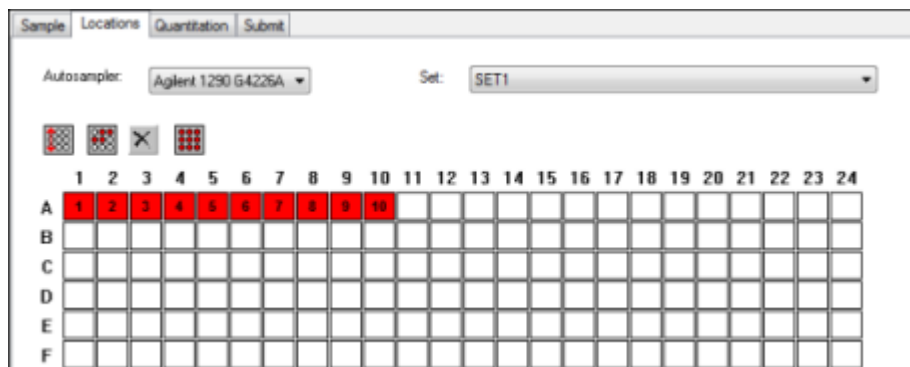 Sample Locations Quantitation Submit
Autosampler: Agilent 1290 G4226A Set: SET1
1 2 3 4 5 6 7 8 9 10 11 12 13 14 15 16 17 18 19 20 21 22 23 24
A 1 2 3 4 5 6 7 8 9 10
B
C
D
E
F